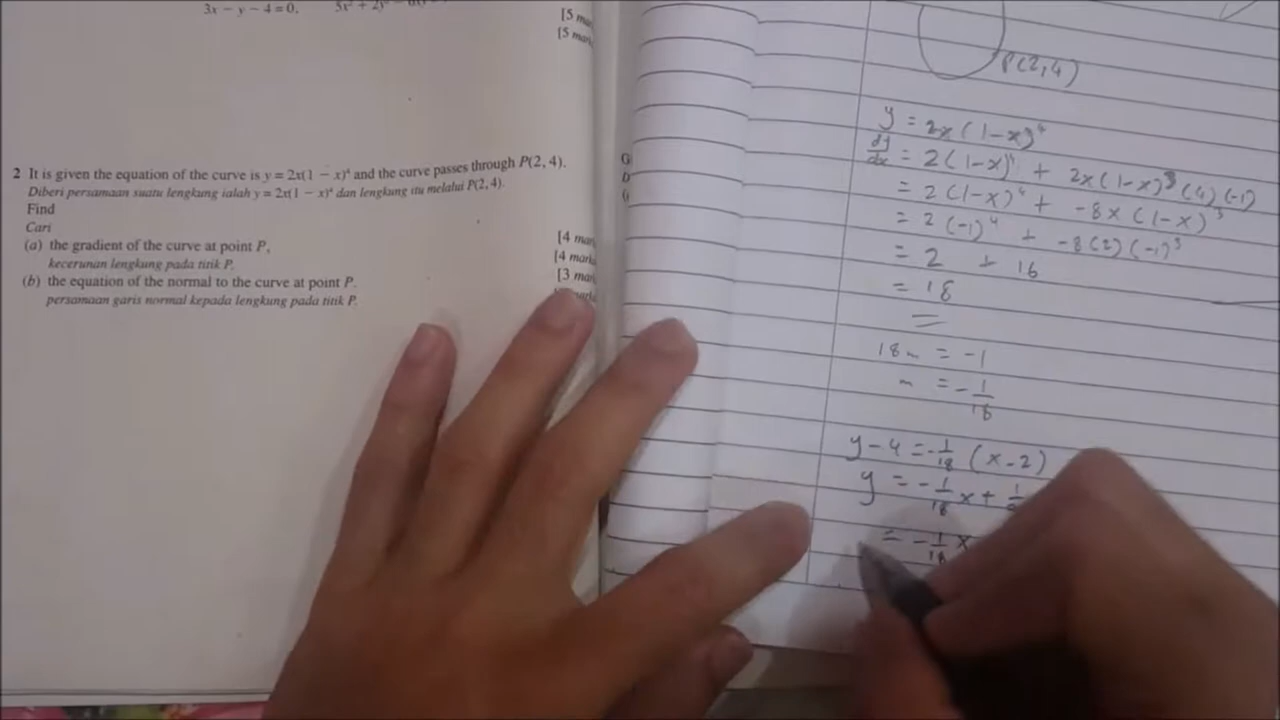 3x − y − 4 = 0,
[5
[5
2 It is given the equation of the curve is y = 2x(1 − x)⁴ and the curve passes through P(2, 4).
Diberi persamaan suatu lengkung ialah y = 2x(1 − x)⁴ dan lengkung itu melalui P(2, 4).
Find
Cari
(a) the gradient of the curve at point P,
[4
kecerunan lengkung pada titik P.
[4
(b) the equation of the normal to the curve at point P.
[3
persamaan garis normal kepada lengkung pada titik P.
P(2,4)
y = 2x(1-x)⁴
dy/dx = 2(1-x)⁴ + 2x(1-x)³(4)(-1)
= 2(1-x)⁴ + -8x(1-x)³
= 2(-1)⁴ + -8(2)(-1)³
= 2 + 16
= 18
18m = -1
m = -1/18
y-4 = -1/18 (x-2)
y = -1/18 x +
= -1/18 x